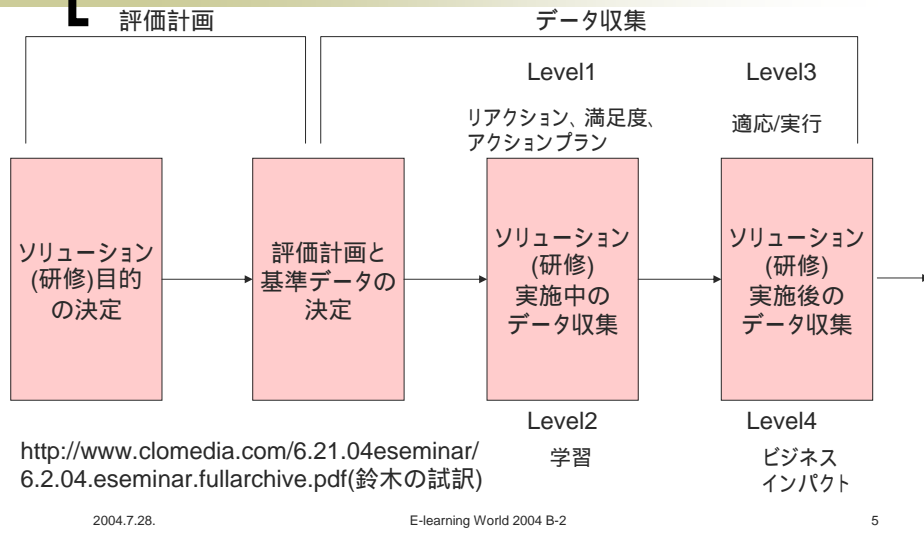 評価計画
データ収集
Level1
Level3
リアクション、満足度、
アクションプラン
適応/実行
ソリューション
(研修)目的
の決定
評価計画と
基準データの
決定
ソリューション
(研修)
実施中の
データ収集
ソリューション
(研修)
実施後の
データ収集
Level2
学習
Level4
ビジネス
インパクト
http://www.clomedia.com/6.21.04eseminar/
6.2.04.eseminar.fullarchive.pdf(鈴木の試訳)
2004.7.28.
E-learning World 2004 B-2
5